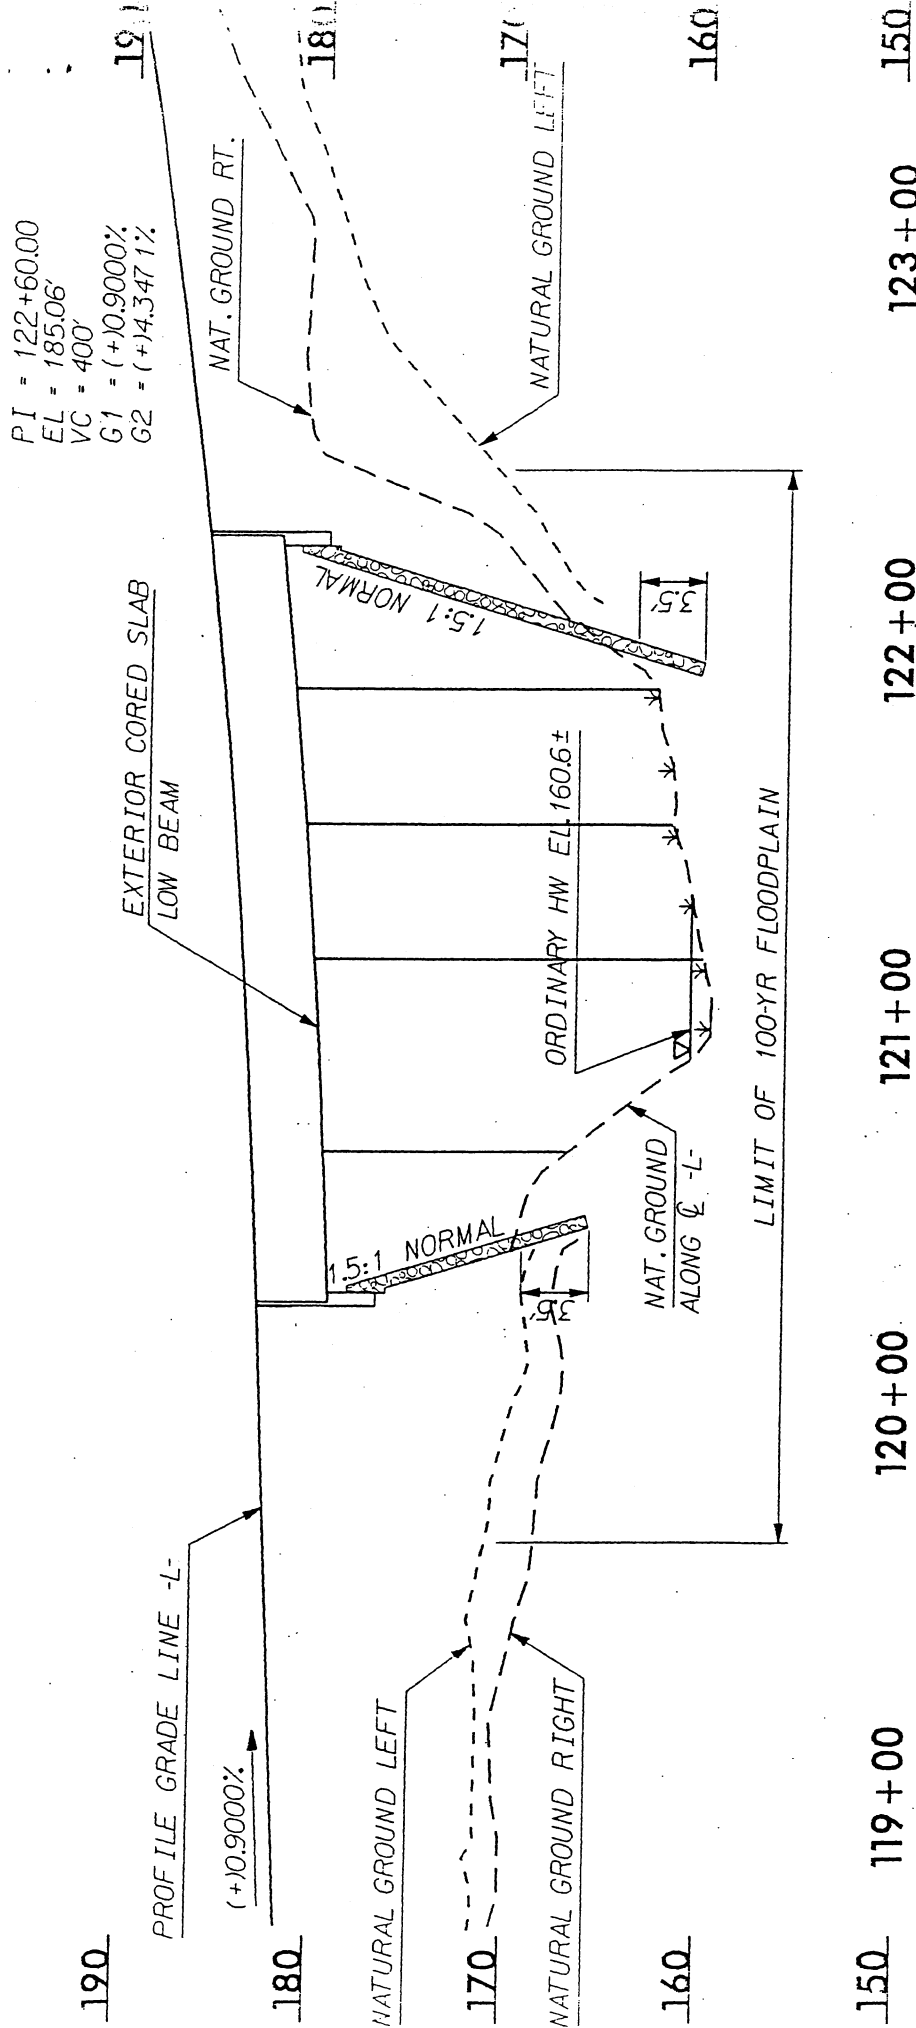 PI = 122+60.00
EL = 185.06'
VC = 400'
G1 = (+)0.9000%
G2 = (+)4.3471%
190
180
170
160
150
PROFILE GRADE LINE -L-
(+)0.9000%
EXTERIOR CORED SLAB
LOW BEAM
NAT. GROUND RT.
NATURAL GROUND LEFT
1.5:1 NORMAL
1.5:1 NORMAL
3.5'
3.5'
ORDINARY HW EL.160.6±
NAT. GROUND
ALONG ℄ -L-
NATURAL GROUND LEFT
NATURAL GROUND RIGHT
LIMIT OF 100-YR FLOODPLAIN
180
170
160
150
119+00
120+00
121+00
122+00
123+00